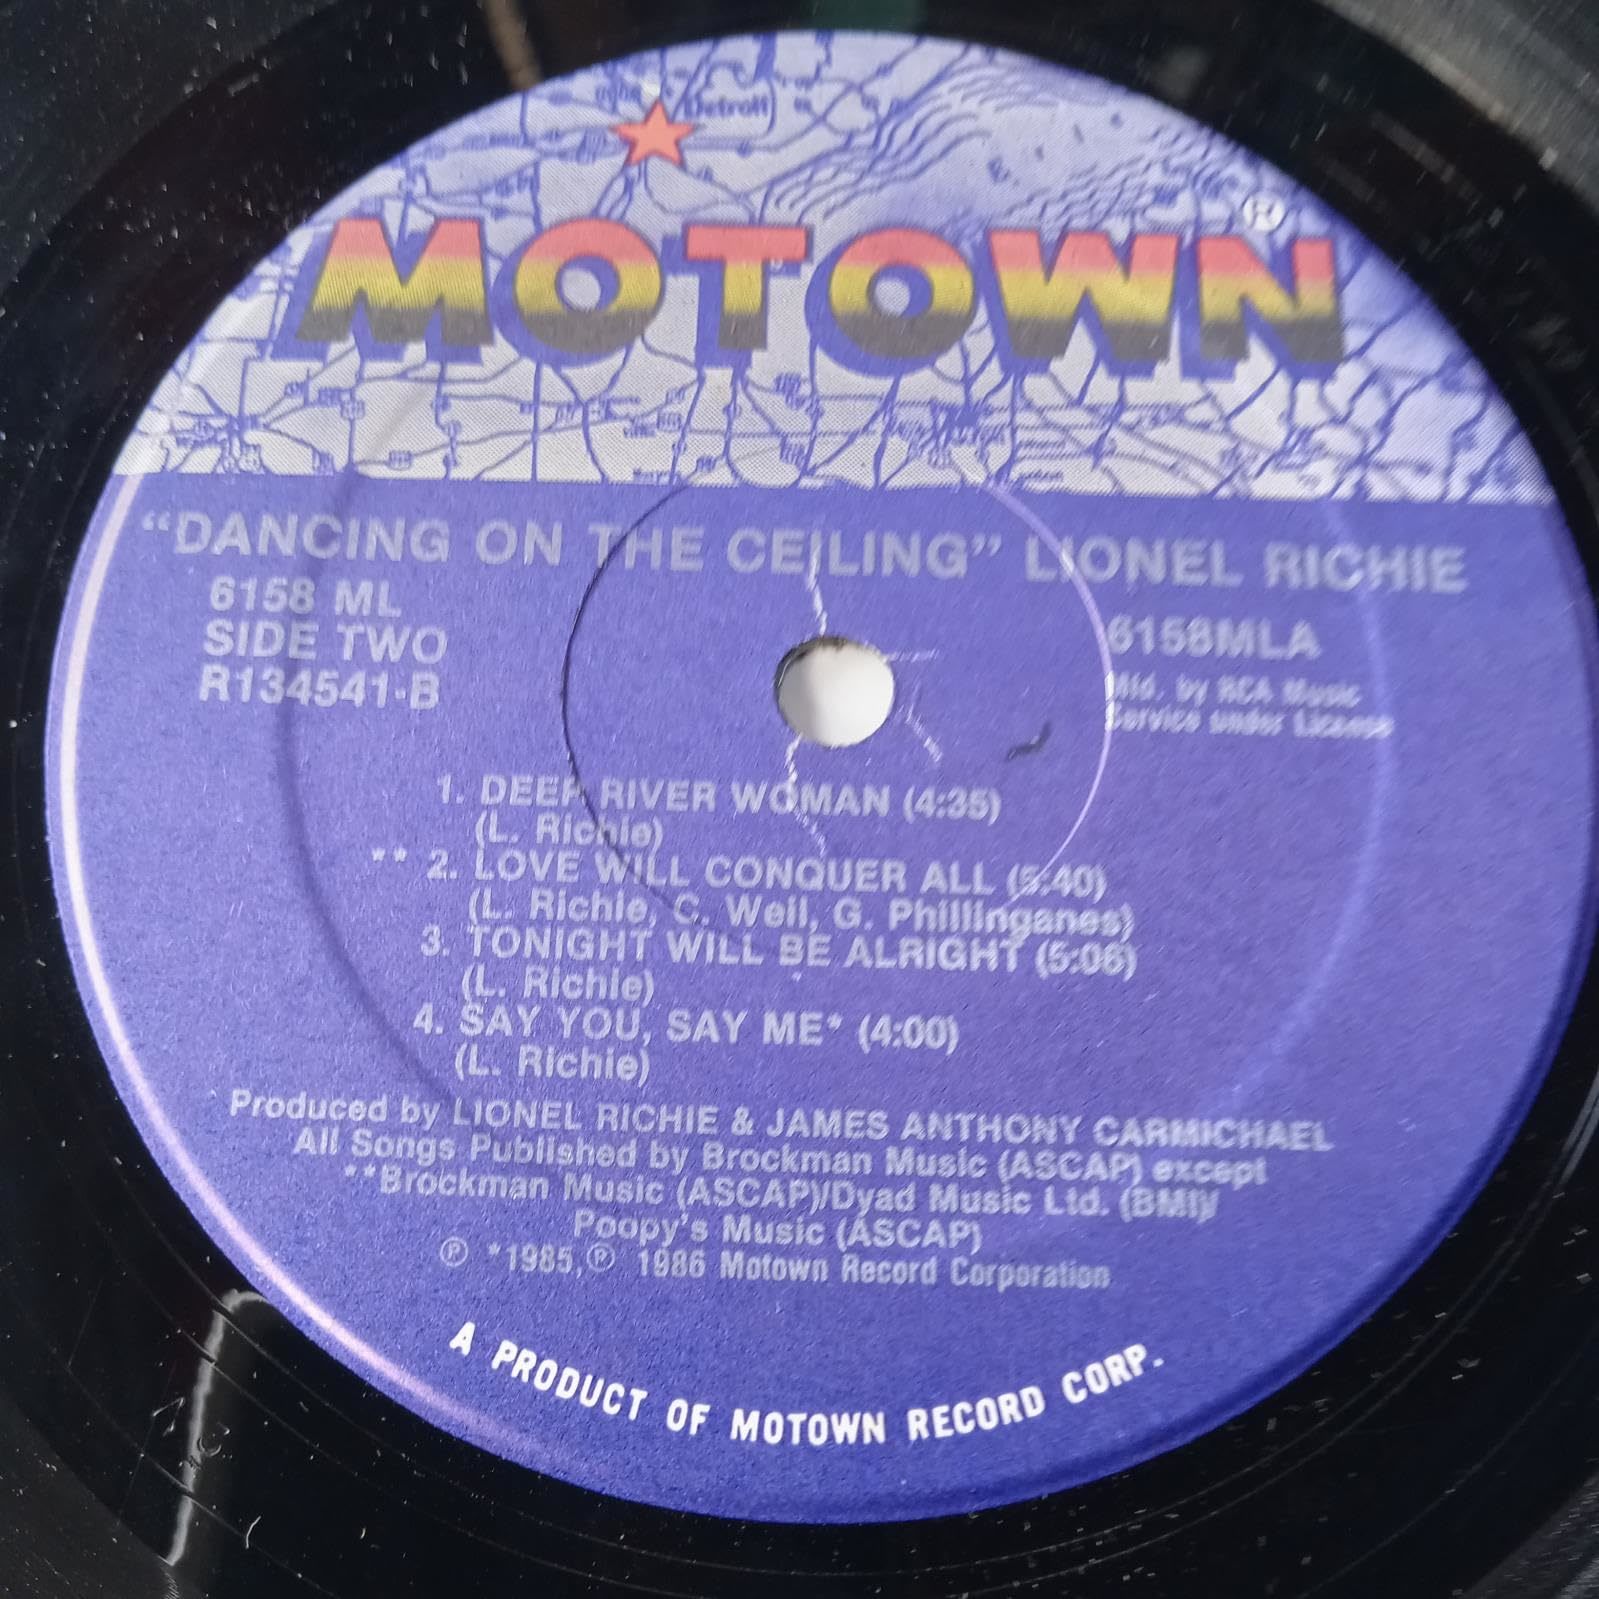 Detroit
MOTOWN®
"DANCING ON THE CEILING" LIONEL RICHIE
6158 ML
SIDE TWO
R134541-B
6158MLA
Mfd. by RCA Music
Service under License
1. DEEP RIVER WOMAN (4:35)
(L. Richie)
** 2. LOVE WILL CONQUER ALL (5:40)
(L. Richie, C. Weil, G. Phillinganes)
3. TONIGHT WILL BE ALRIGHT (5:06)
(L. Richie)
4. SAY YOU, SAY ME* (4:00)
(L. Richie)
Produced by LIONEL RICHIE & JAMES ANTHONY CARMICHAEL
All Songs Published by Brockman Music (ASCAP) except
**Brockman Music (ASCAP)/Dyad Music Ltd. (BMI)/
Poopy's Music (ASCAP)
℗ *1985, ℗ 1986 Motown Record Corporation
A PRODUCT OF MOTOWN RECORD CORP.